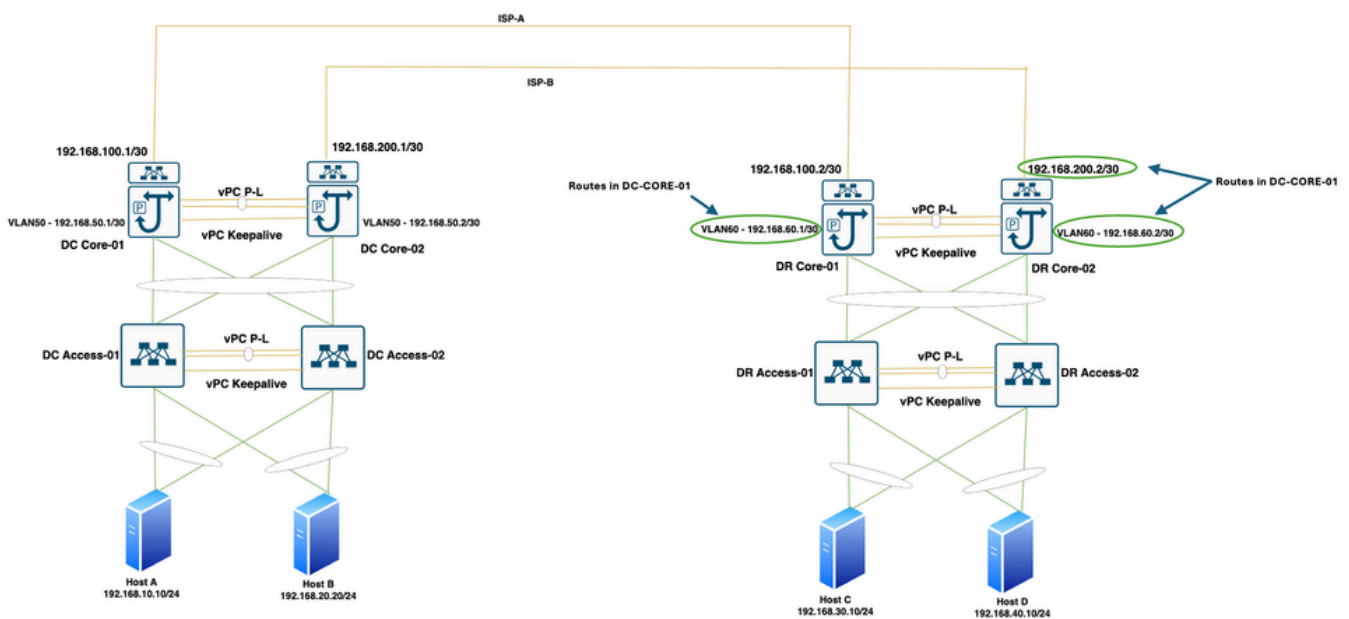 ISP-A
ISP-B
192.168.100.1/30
192.168.200.1/30
192.168.100.2/30
192.168.200.2/30
Routes in DC-CORE-01
Routes in DC-CORE-01
vPC P-L
P
P
VLAN50 - 192.168.50.1/30
VLAN50 - 192.168.50.2/30
vPC Keepalive
DC Core-01
DC Core-02
vPC P-L
P
P
VLAN60 - 192.168.60.1/30
VLAN60 - 192.168.60.2/30
vPC Keepalive
DR Core-01
DR Core-02
vPC P-L
DC Access-01
DC Access-02
vPC Keepalive
vPC P-L
DR Access-01
DR Access-02
vPC Keepalive
Host A
192.168.10.10/24
Host B
192.168.20.20/24
Host C
192.168.30.10/24
Host D
192.168.40.10/24